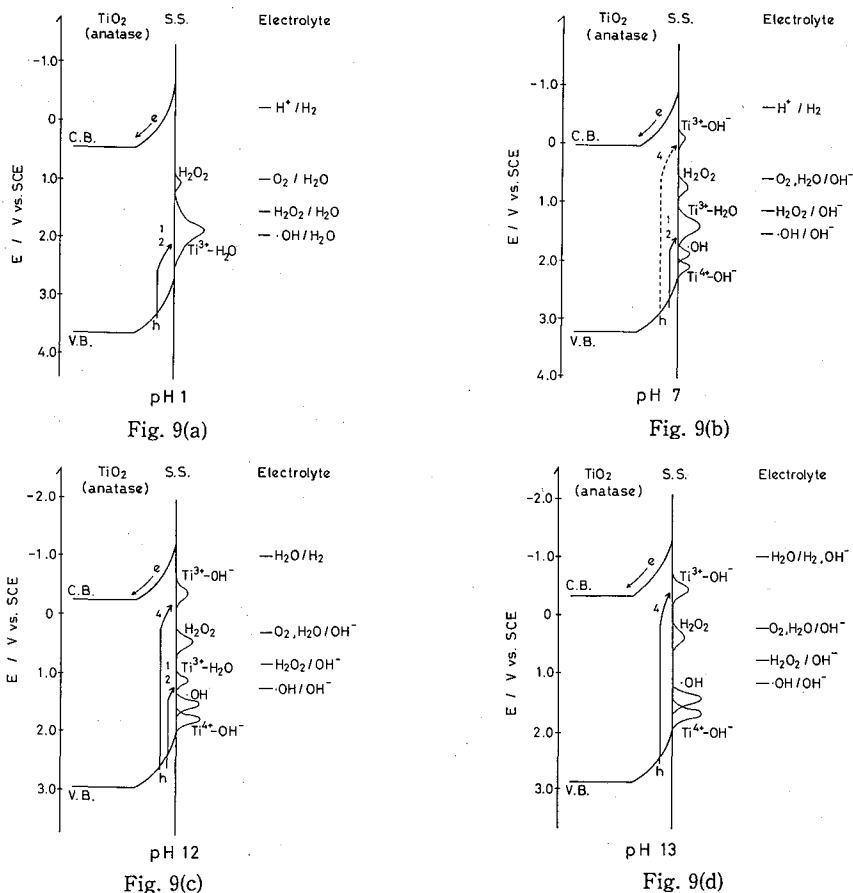 TiO2 S.S. Electrolyte
(anatase)
-1.0
H+/H2
e
0
C.B.
H2O2
1.0
O2/H2O
H2O2/H2O
1
2
2.0
·OH/H2O
Ti3+-H2O
3.0
h
V.B.
4.0
E / V vs. SCE
pH 1
Fig. 9(a)
TiO2 S.S. Electrolyte
(anatase)
-1.0
H+/H2
e
Ti3+-OH-
C.B.
0
4
H2O2
O2,H2O/OH-
1.0
Ti3+-H2O
H2O2/OH-
1
2
·OH/OH-
·OH
2.0
Ti4+-OH-
3.0
h
V.B.
4.0
E / V vs. SCE
pH 7
Fig. 9(b)
TiO2 S.S. Electrolyte
(anatase)
-2.0
-1.0
H2O/H2
e
Ti3+-OH-
C.B.
0
4
H2O2
O2,H2O/OH-
1.0
1
Ti3+-H2O
H2O2/OH-
2
·OH
·OH/OH-
2.0
Ti4+-OH-
h
3.0
V.B.
E / V vs. SCE
pH 12
Fig. 9(c)
TiO2 S.S. Electrolyte
(anatase)
-2.0
-1.0
H2O/H2,OH-
e
Ti3+-OH-
C.B.
4
0
H2O2
O2,H2O/OH-
H2O2/OH-
1.0
·OH
·OH/OH-
Ti4+-OH-
2.0
h
V.B.
3.0
E / V vs. SCE
pH 13
Fig. 9(d)